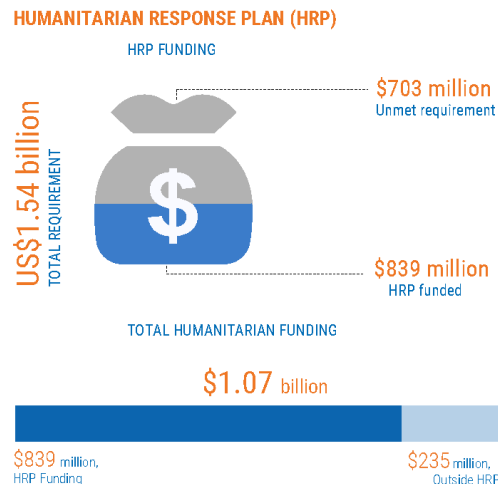 HUMANITARIAN RESPONSE PLAN (HRP)
HRP FUNDING
$703 million
Unmet requirement
US$1.54 billion
TOTAL REQUIREMENT
$
$839 million
HRP funded
TOTAL HUMANITARIAN FUNDING
$1.07 billion
$839 million,
HRP Funding
$235 million,
Outside HRP